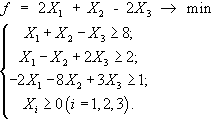 f = 2X₁ + X₂ - 2X₃ → min
X₁ + X₂ − X₃ ≥ 8;
X₁ − X₂ + 2X₃ ≥ 2;
−2X₁ − 8X₂ + 3X₃ ≥ 1;
Xᵢ ≥ 0 (i = 1,2,3).